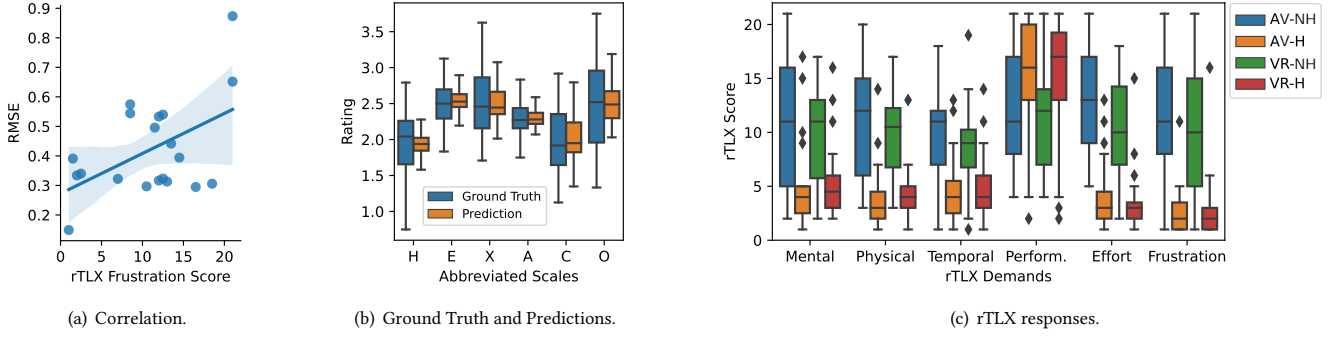 0.9
0.8
0.7
0.6
0.5
0.4
0.3
0.2
RMSE
0 5 10 15 20
rTLX Frustration Score
(a) Correlation.
3.5
3.0
2.5
2.0
1.5
1.0
Rating
Ground Truth
Prediction
H E X A C O
Abbreviated Scales
(b) Ground Truth and Predictions.
20
15
10
5
0
rTLX Score
Mental Physical Temporal Perform. Effort Frustration
rTLX Demands
AV-NH
AV-H
VR-NH
VR-H
(c) rTLX responses.